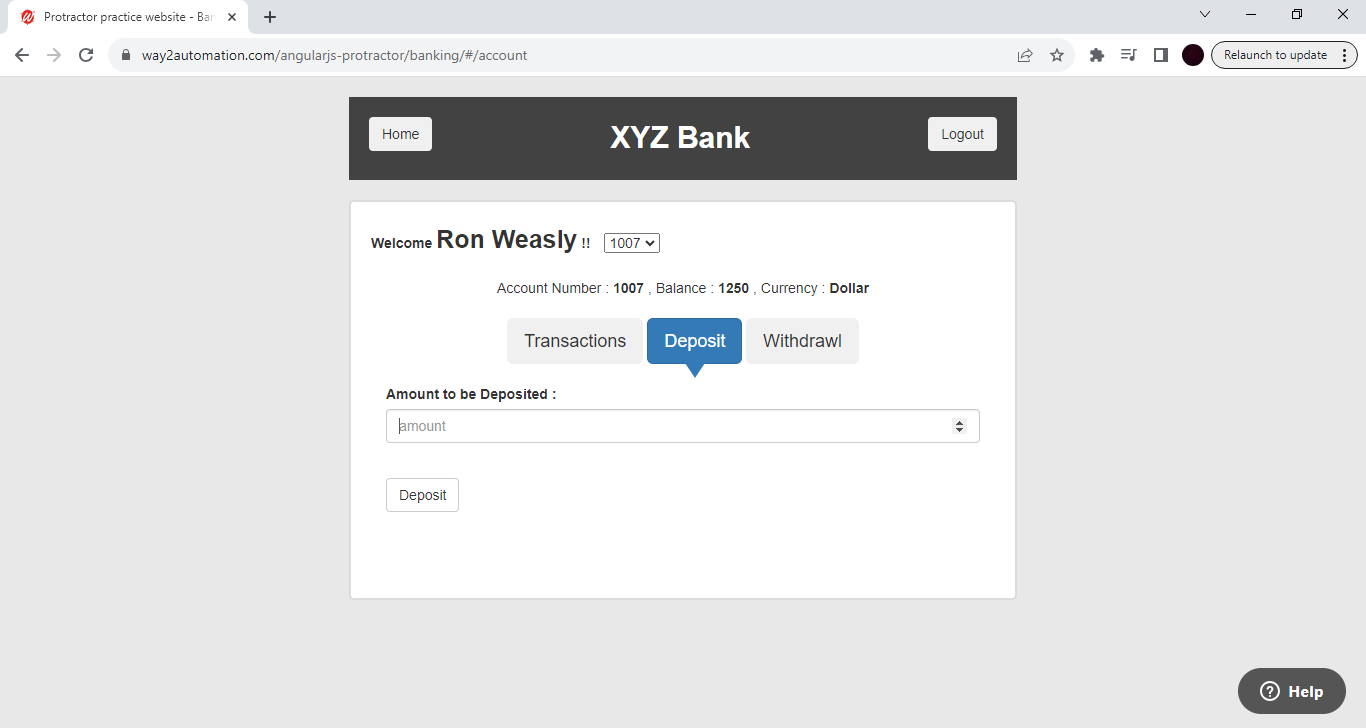 Protractor practice website - Ban
way2automation.com/angularjs-protractor/banking/#/account
Relaunch to update
Home
XYZ Bank
Logout
Welcome Ron Weasly !! 1007
Account Number : 1007 , Balance : 1250 , Currency : Dollar
Transactions Deposit Withdrawl
Amount to be Deposited :
amount
Deposit
Help